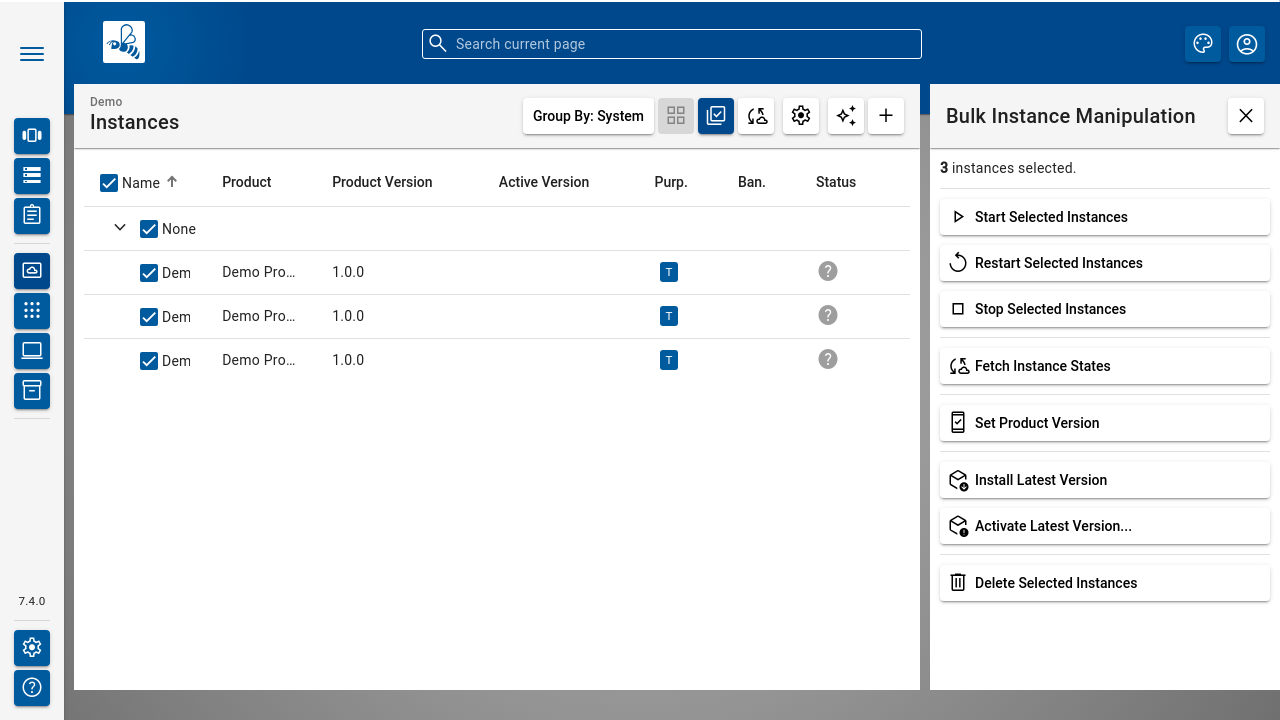 Search current page
Demo
Instances
Group By: System
Bulk Instance Manipulation
3 instances selected.
Name Product Product Version Active Version Purp. Ban. Status
None
Dem Demo Pro… 1.0.0 T ?
Dem Demo Pro… 1.0.0 T ?
Dem Demo Pro… 1.0.0 T ?
Start Selected Instances
Restart Selected Instances
Stop Selected Instances
Fetch Instance States
Set Product Version
Install Latest Version
Activate Latest Version...
Delete Selected Instances
7.4.0